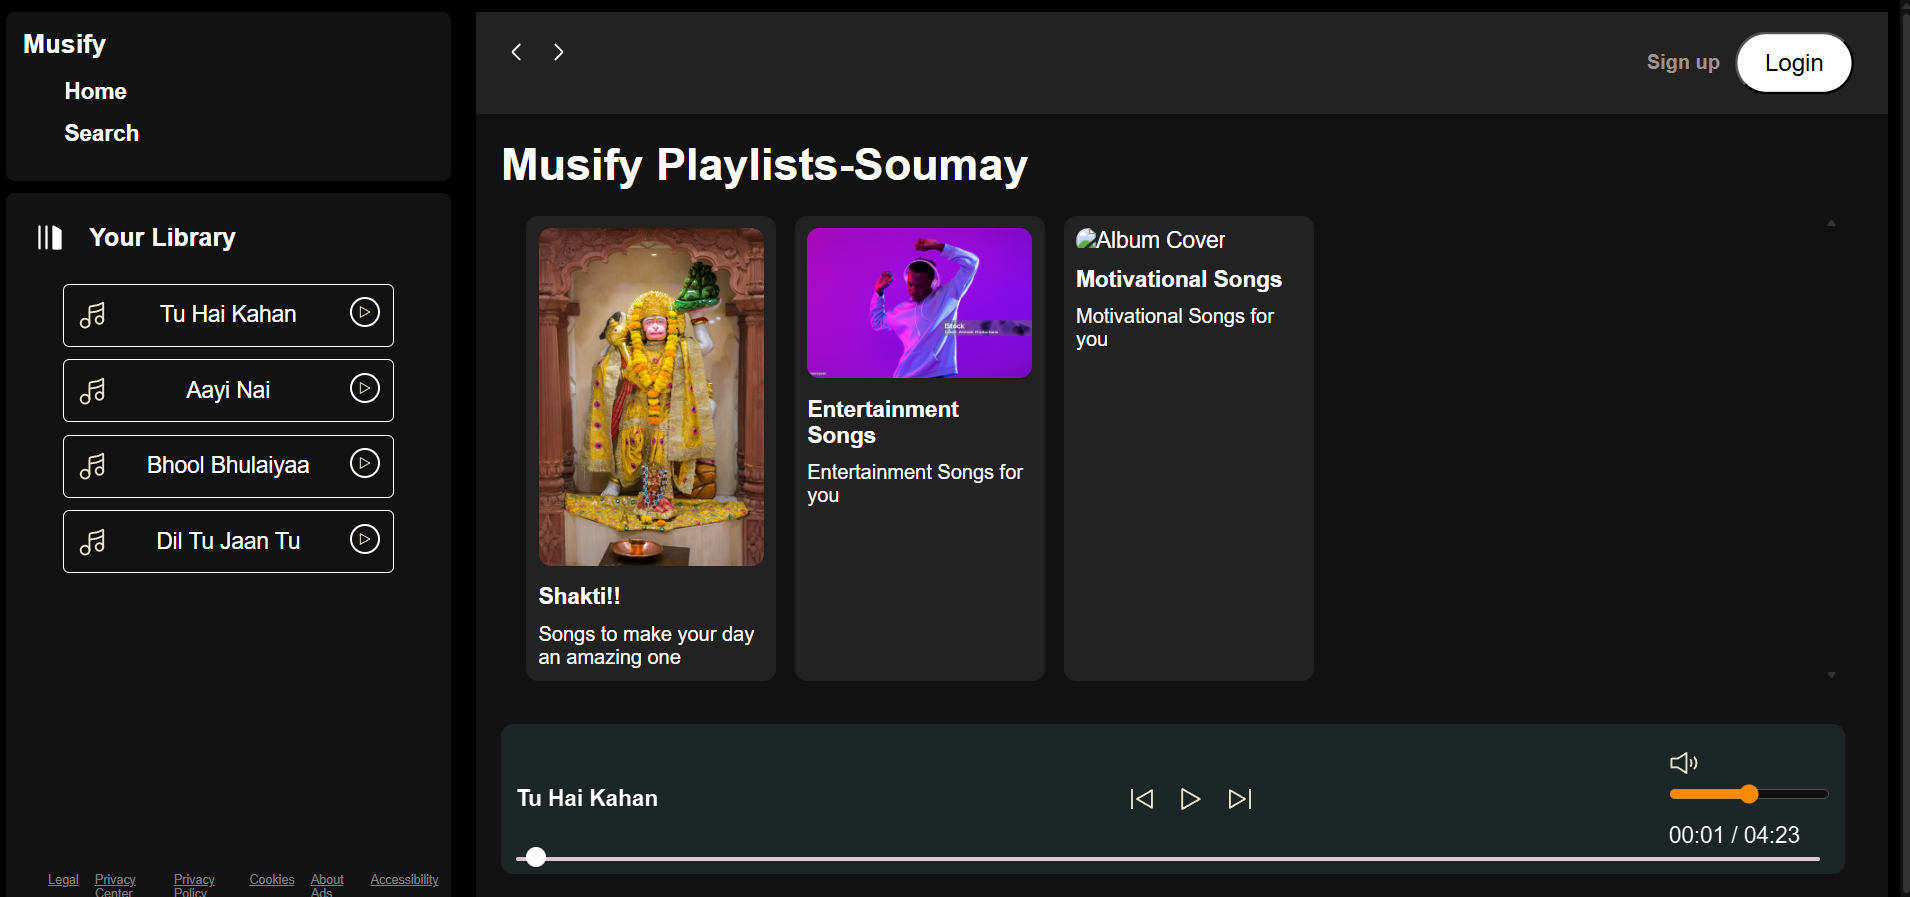 Musify
Home
Search
Your Library
Tu Hai Kahan
Aayi Nai
Bhool Bhulaiyaa
Dil Tu Jaan Tu
Legal
Privacy
Center
Privacy
Policy
Cookies
About
Ads
Accessibility
Sign up
Login
Musify Playlists-Soumay
Shakti!!
Songs to make your day
an amazing one
iStock
Entertainment
Songs
Entertainment Songs for
you
Album Cover
Motivational Songs
Motivational Songs for
you
Tu Hai Kahan
00:01 / 04:23